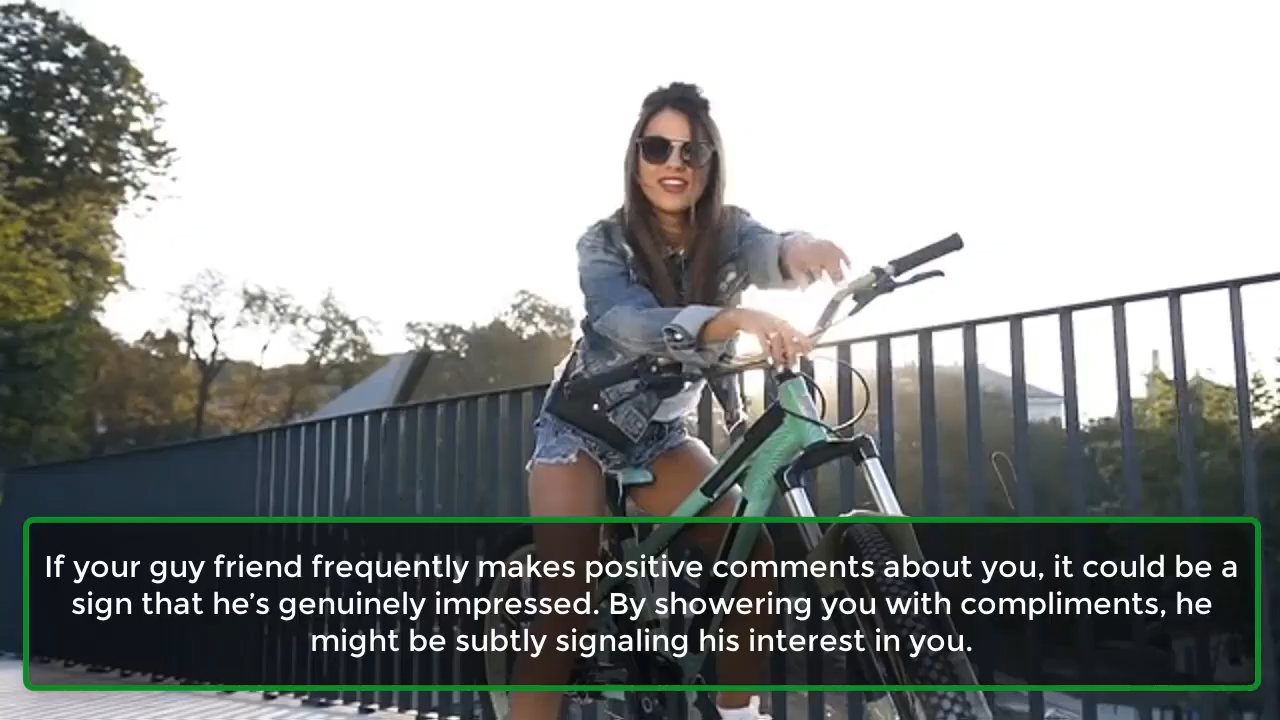 If your guy friend frequently makes positive comments about you, it could be a
sign that he’s genuinely impressed. By showering you with compliments, he
might be subtly signaling his interest in you.